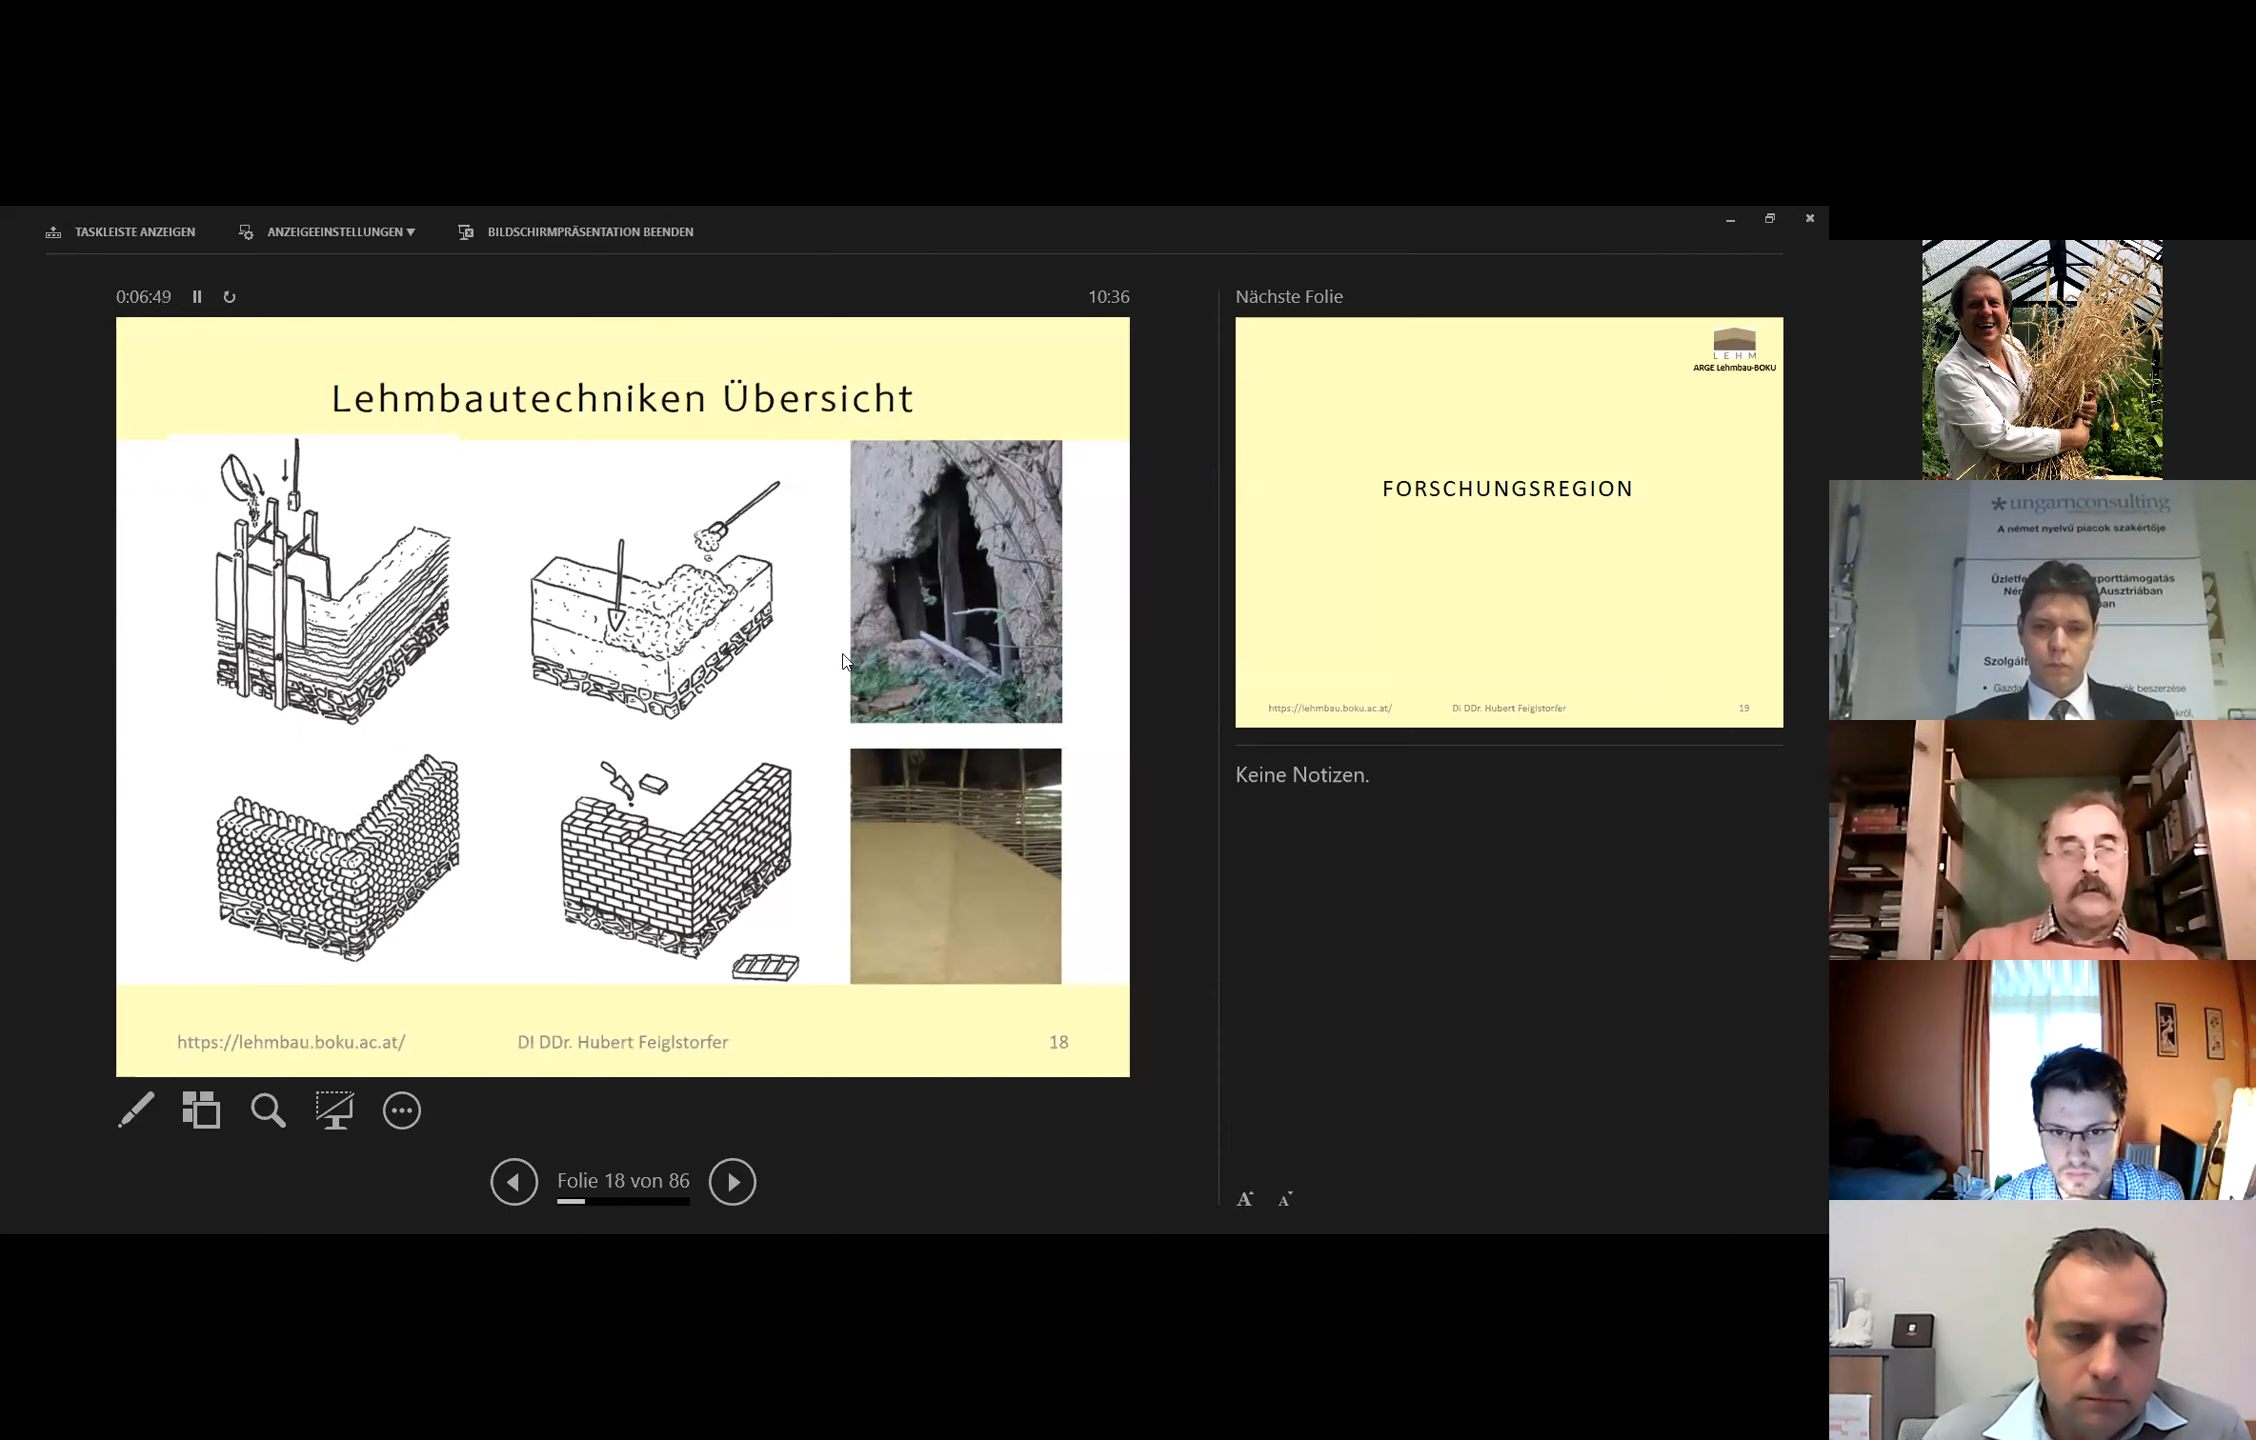 TASKLEISTE ANZEIGEN
ANZEIGEEINSTELLUNGEN ▼
BILDSCHIRMPRÄSENTATION BEENDEN
0:06:49
10:36
Lehmbautechniken Übersicht
https://lehmbau.boku.ac.at/
DI DDr. Hubert Feiglstorfer
18
Folie 18 von 86
Nächste Folie
LEHM
ARGE Lehmbau-BOKU
FORSCHUNGSREGION
https://lehmbau.boku.ac.at/
DI DDr. Hubert Feiglstorfer
19
Keine Notizen.
A
A
*ungarnconsulting
A német nyelvű piacok szakértője
Ausztriában
beszerzése